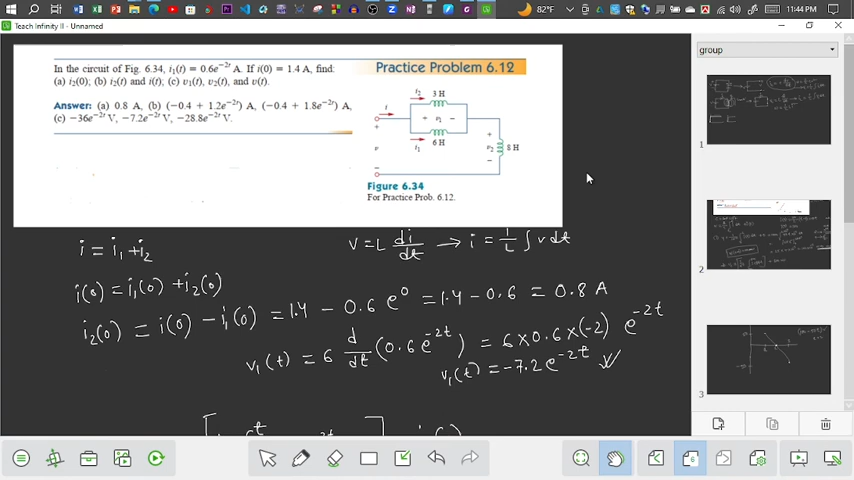 82°F
11:44 PM
Teach Infinity II - Unnamed
group
In the circuit of Fig. 6.34, i₁(t) = 0.6e⁻²ᵗ A. If i(0) = 1.4 A, find:
(a) i₂(0); (b) i₂(t) and i(t); (c) v₁(t), v₂(t), and v(t).
Practice Problem 6.12
Answer: (a) 0.8 A, (b) (−0.4 + 1.2e⁻²ᵗ) A, (−0.4 + 1.8e⁻²ᵗ) A,
(c) −36e⁻²ᵗ V, −7.2e⁻²ᵗ V, −28.8e⁻²ᵗ V.
i₂ 3 H
i
+ v₁ −
+ v −
i₁ 6 H
+ v₂ − 8 H
Figure 6.34
For Practice Prob. 6.12.
i = i₁ + i₂
v = L di/dt → i = 1/L ∫ v dt
i(0) = i₁(0) + i₂(0)
i₂(0) = i(0) − i₁(0) = 1.4 − 0.6 e⁰ = 1.4 − 0.6 = 0.8 A
v₁(t) = 6 d/dt (0.6 e⁻²ᵗ) = 6 × 0.6 × (−2) e⁻²ᵗ
v₁(t) = −7.2 e⁻²ᵗ
1
2
3
6